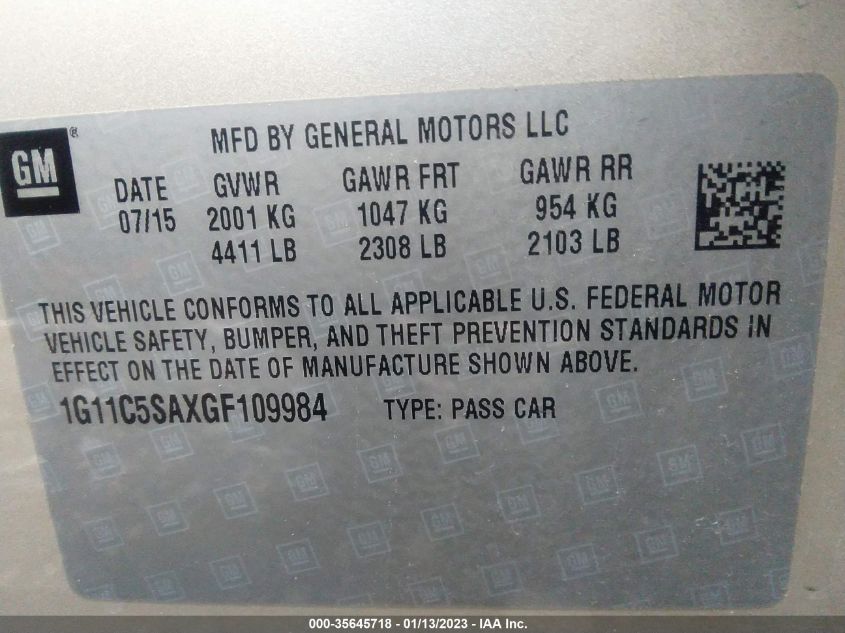 GM®
MFD BY GENERAL MOTORS LLC
DATE GVWR GAWR FRT GAWR RR
07/15 2001 KG 1047 KG 954 KG
4411 LB 2308 LB 2103 LB
THIS VEHICLE CONFORMS TO ALL APPLICABLE U.S. FEDERAL MOTOR
VEHICLE SAFETY, BUMPER, AND THEFT PREVENTION STANDARDS IN
EFFECT ON THE DATE OF MANUFACTURE SHOWN ABOVE.
1G11C5SAXGF109984 TYPE: PASS CAR
000-35645718 - 01/13/2023 - IAA Inc.